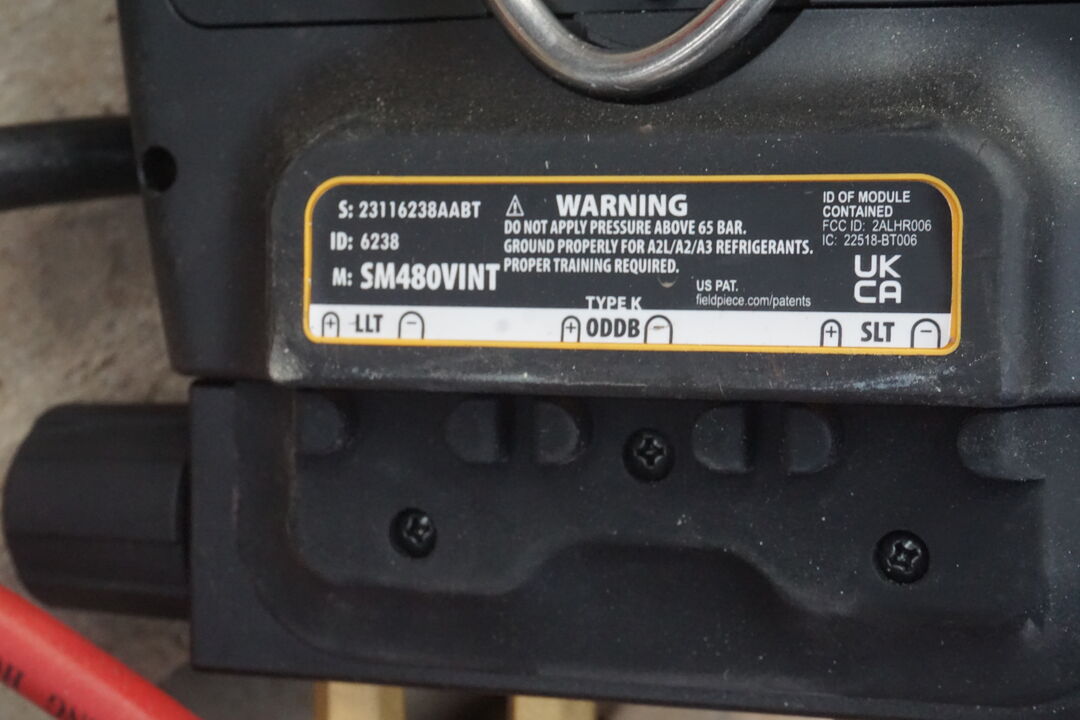 S: 23116238AABT
ID: 6238
M: SM480VINT
WARNING
DO NOT APPLY PRESSURE ABOVE 65 BAR.
GROUND PROPERLY FOR A2L/A2/A3 REFRIGERANTS.
PROPER TRAINING REQUIRED.
US PAT.
fieldpiece.com/patents
ID OF MODULE
CONTAINED
FCC ID: 2ALHR006
IC: 22518-BT006
UK
CA
TYPE K
+ LLT −
+ ODDB −
+ SLT −